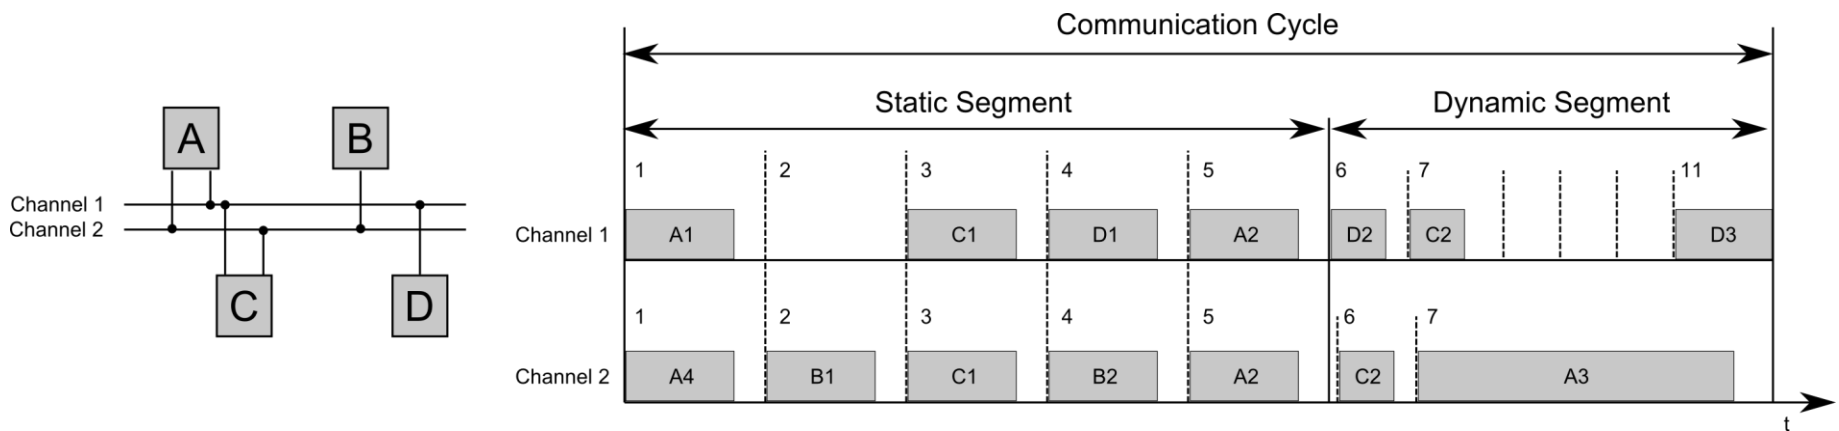 Communication Cycle
Static Segment
Dynamic Segment
A
B
Channel 1
Channel 2
C
D
1 2 3 4 5 6 7 11
Channel 1 A1 C1 D1 A2 D2 C2 D3
1 2 3 4 5 6 7
Channel 2 A4 B1 C1 B2 A2 C2 A3
t